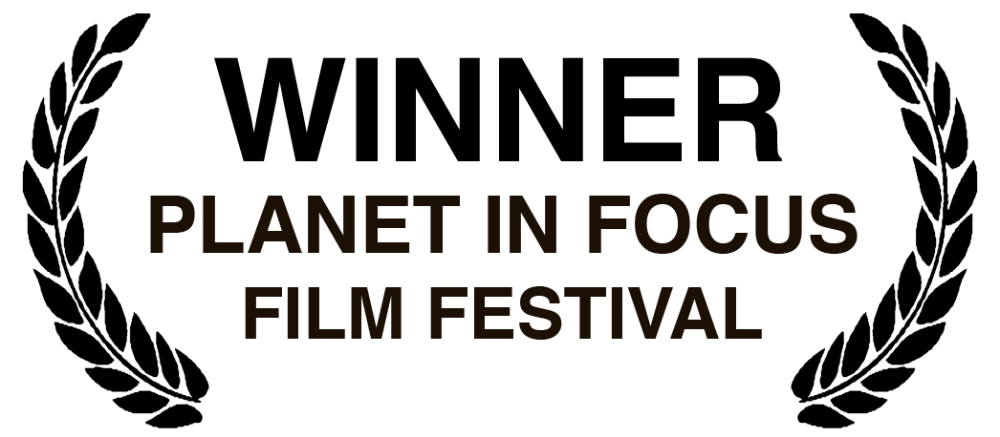 WINNER
PLANET IN FOCUS
FILM FESTIVAL